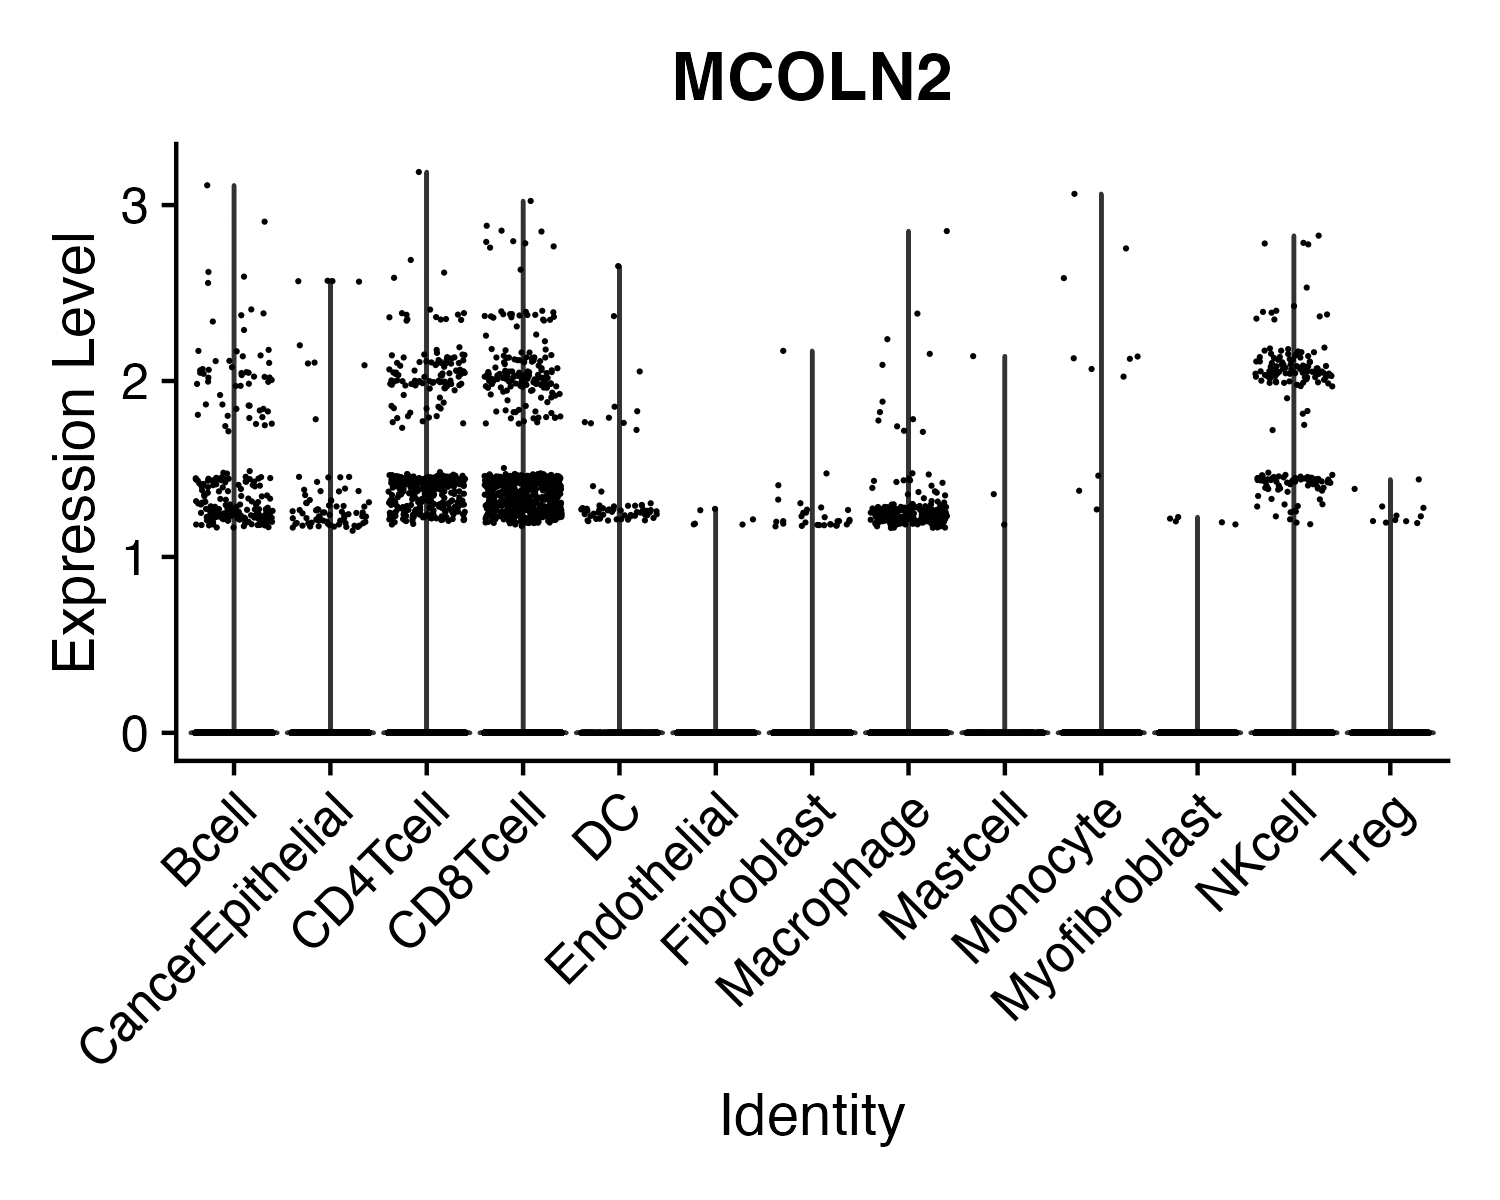 MCOLN2
Expression Level
3
2
1
0
Bcell
CancerEpithelial
CD4Tcell
CD8Tcell
DC
Endothelial
Fibroblast
Macrophage
Mastcell
Monocyte
Myofibroblast
NKcell
Treg
Identity